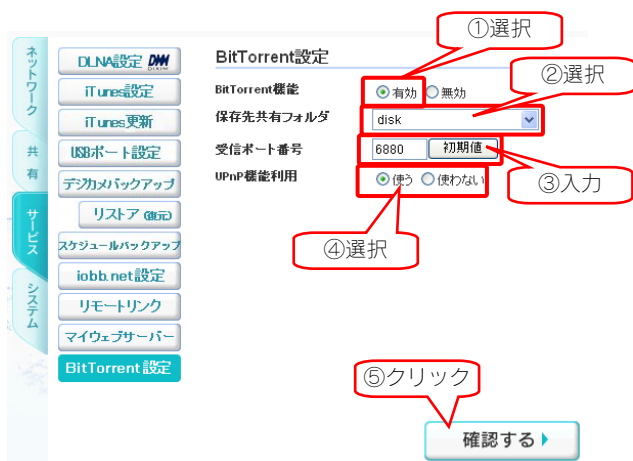 ネットワーク
共有
サービス
システム
DLNA設定 DiXiM
iTunes設定
iTunes更新
USBポート設定
デジカメバックアップ
リストア(復元)
スケジュールバックアップ
iobb.net設定
リモートリンク
マイウェブサーバー
BitTorrent設定
BitTorrent設定
①選択
BitTorrent機能 有効 無効
②選択
保存先共有フォルダ disk
受信ポート番号 6880 初期値
③入力
UPnP機能利用 使う 使わない
④選択
⑤クリック
確認する